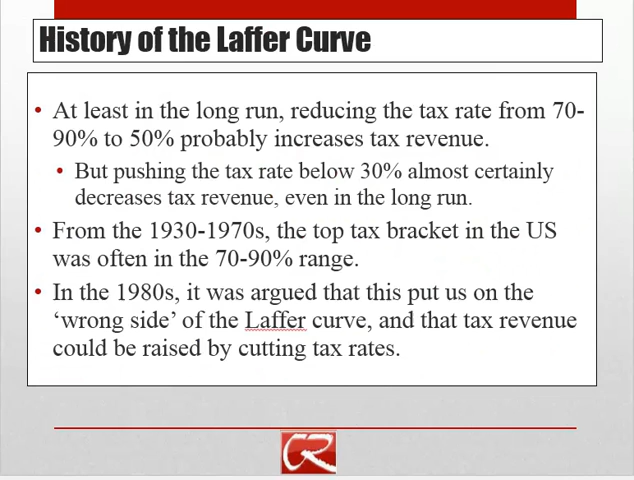 History of the Laffer Curve
• At least in the long run, reducing the tax rate from 70-
90% to 50% probably increases tax revenue.
• But pushing the tax rate below 30% almost certainly
decreases tax revenue, even in the long run.
• From the 1930-1970s, the top tax bracket in the US
was often in the 70-90% range.
• In the 1980s, it was argued that this put us on the
‘wrong side’ of the Laffer curve, and that tax revenue
could be raised by cutting tax rates.
CR